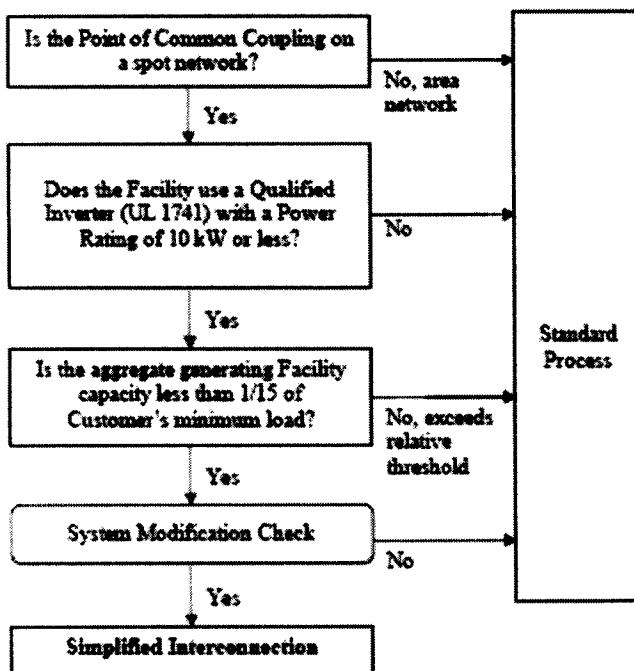 Is the Point of Common Coupling on
a spot network?
No, area
network
Yes
Does the Facility use a Qualified
Inverter (UL 1741) with a Power
Rating of 10 kW or less?
No
Yes
Standard
Process
Is the aggregate generating Facility
capacity less than 1/15 of
Customer's minimum load?
No, exceeds
relative
threshold
Yes
System Modification Check
No
Yes
Simplified Interconnection